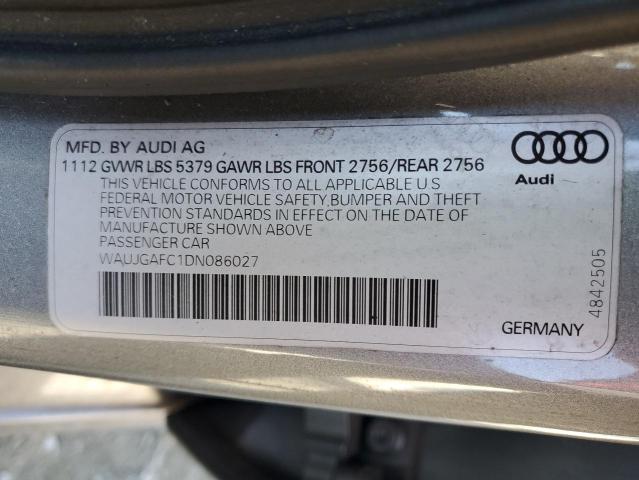 MFD. BY AUDI AG
1112 GVWR LBS 5379 GAWR LBS FRONT 2756/REAR 2756
THIS VEHICLE CONFORMS TO ALL APPLICABLE U S
FEDERAL MOTOR VEHICLE SAFETY,BUMPER AND THEFT
PREVENTION STANDARDS IN EFFECT ON THE DATE OF
MANUFACTURE SHOWN ABOVE
PASSENGER CAR
WAUJGAFC1DN086027
Audi
4842505
GERMANY